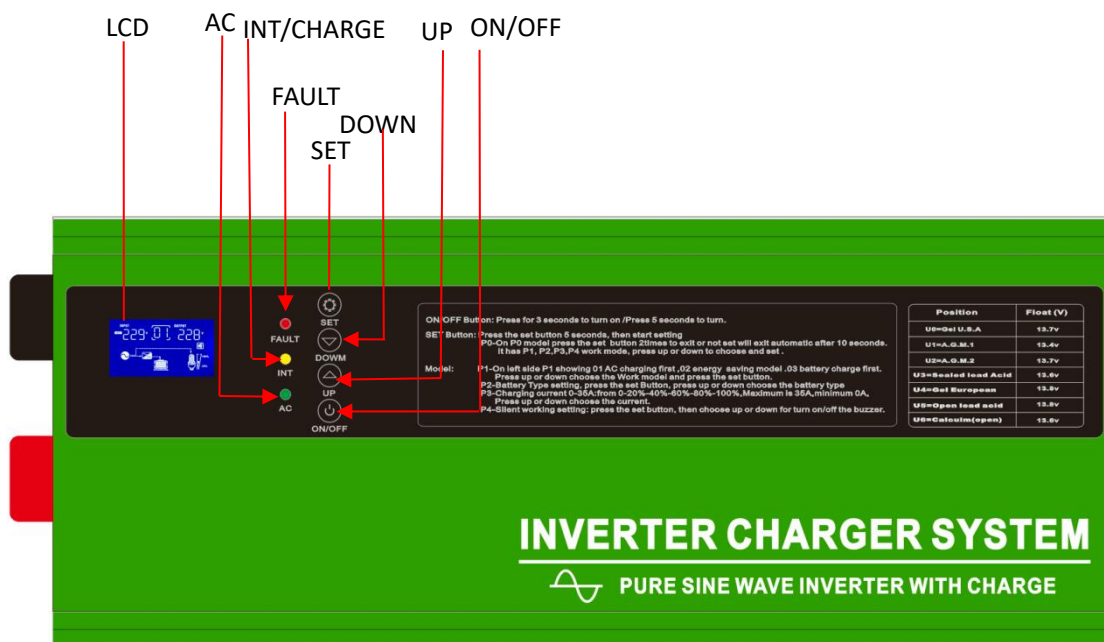 LCD
AC
INT/CHARGE
UP
ON/OFF
FAULT
DOWN
SET
INPUT
OUTPUT
229
01
228
FAULT
INT
AC
SET
DOWM
UP
ON/OFF
ON/OFF Button: Press for 3 seconds to turn on /Press 5 seconds to turn.
SET Button: Press the set button 5 seconds, then start setting
P0-On P0 model press the set button 2times to exit or not set will exit automatic after 10 seconds.
It has P1, P2,P3,P4 work mode, press up or down to choose and set .
Model: P1-On left side P1 showing 01 AC charging first ,02 energy saving model .03 battery charge first.
Press up or down choose the Work model and press the set button.
P2-Battery Type setting, press the set Button, press up or down choose the battery type
P3-Charging current 0-35A:from 0-20%-40%-60%-80%-100%,Maximum is 35A,minimum 0A,
Press up or down choose the current.
P4-Silent working setting: press the set button, then choose up or down for turn on/off the buzzer.
Position Float (V)
U0=Gel U.S.A 13.7v
U1=A.G.M.1 13.4v
U2=A.G.M.2 13.7v
U3=Sealed lead Acid 13.6v
U4=Gel European 13.8v
U5=Open lead acid 13.8v
U6=Calcuim(open) 13.6v
INVERTER CHARGER SYSTEM
PURE SINE WAVE INVERTER WITH CHARGE